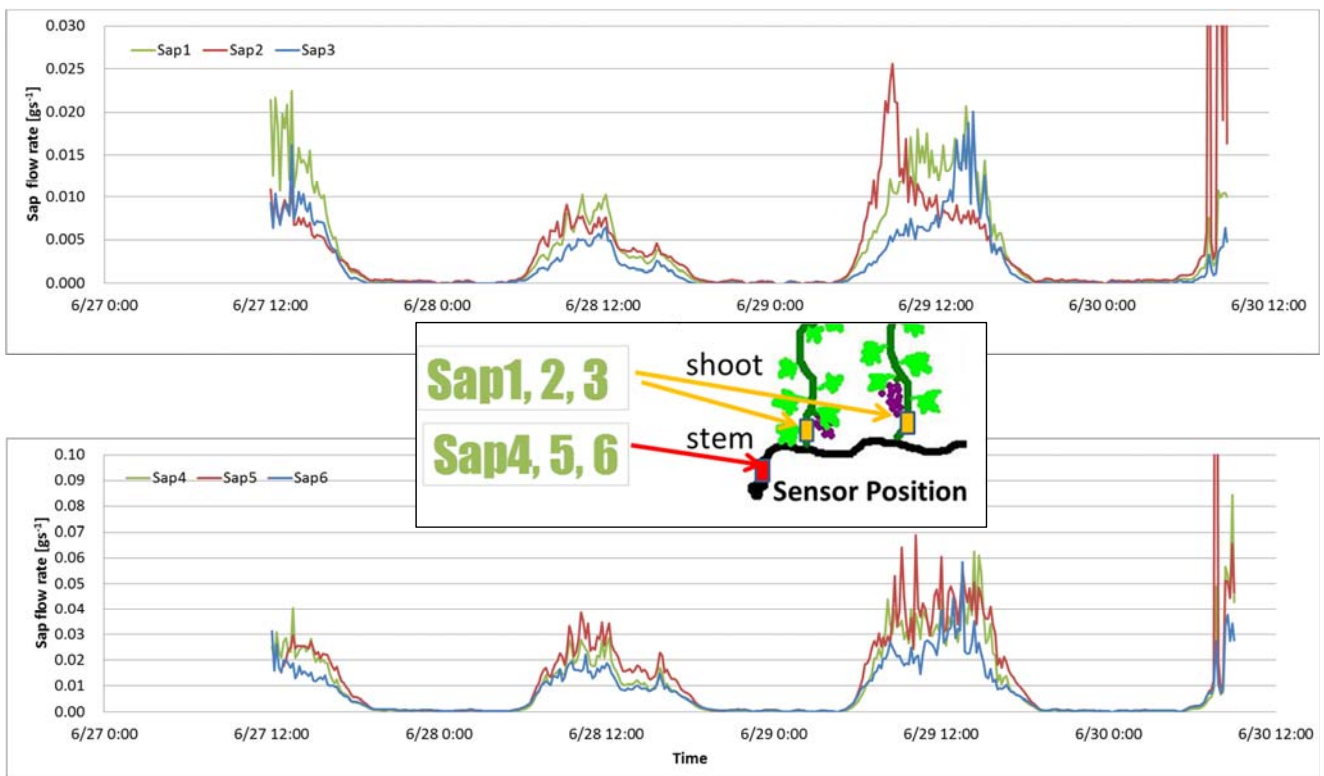 0.030
Sap1 Sap2 Sap3
0.025
0.020
0.015
0.010
0.005
0.000
Sap flow rate [gs⁻¹]
6/27 0:00 6/27 12:00 6/28 0:00 6/28 12:00 6/29 0:00 6/29 12:00 6/30 0:00 6/30 12:00
Sap1, 2, 3
shoot
Sap4, 5, 6
stem
Sensor Position
0.10
Sap4 Sap5 Sap6
0.09
0.08
0.07
0.06
0.05
0.04
0.03
0.02
0.01
0.00
Sap flow rate [gs⁻¹]
6/27 0:00 6/27 12:00 6/28 0:00 6/28 12:00 6/29 0:00 6/29 12:00 6/30 0:00 6/30 12:00
Time